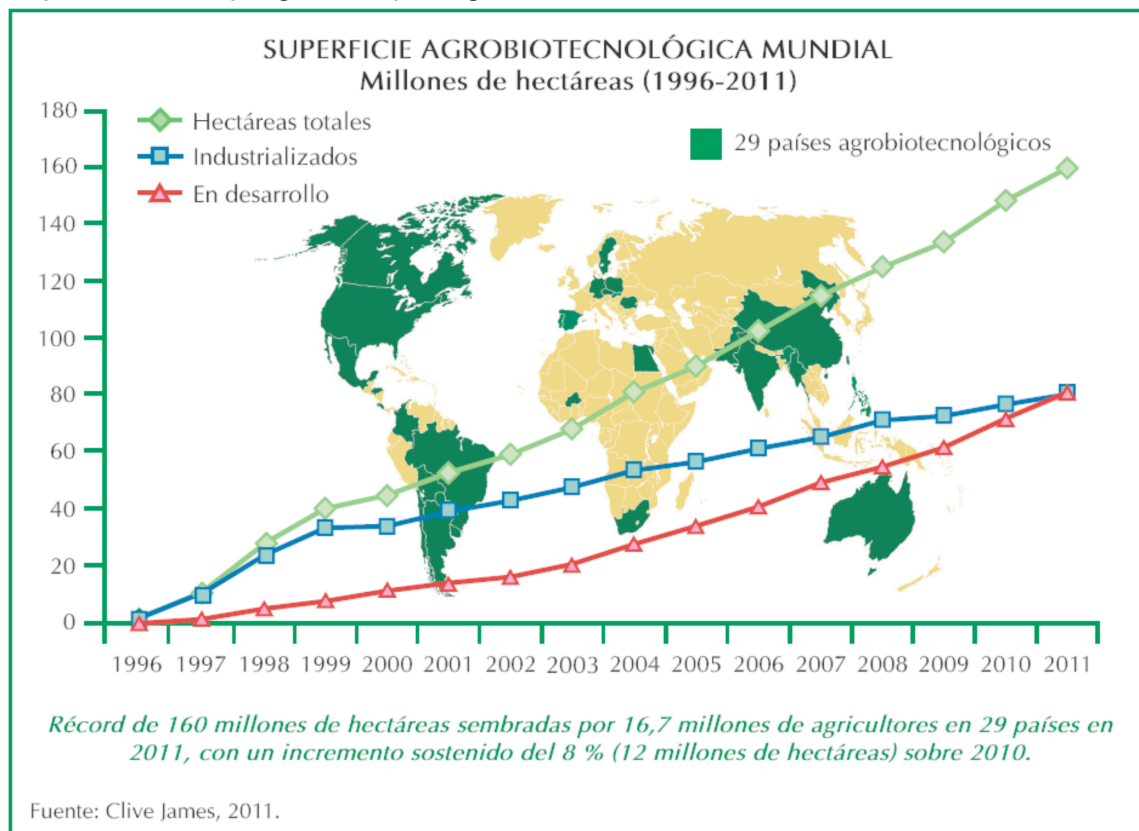 SUPERFICIE AGROBIOTECNOLÓGICA MUNDIAL
Millones de hectáreas (1996-2011)
180
160
140
120
100
80
60
40
20
0
Hectáreas totales
Industrializados
En desarrollo
29 países agrobiotecnológicos
1996 1997 1998 1999 2000 2001 2002 2003 2004 2005 2006 2007 2008 2009 2010 2011
Récord de 160 millones de hectáreas sembradas por 16,7 millones de agricultores en 29 países en
2011, con un incremento sostenido del 8 % (12 millones de hectáreas) sobre 2010.
Fuente: Clive James, 2011.